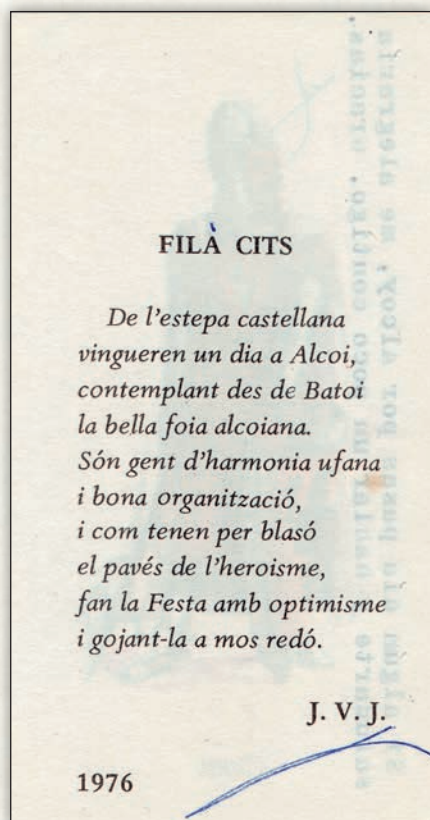 FILÀ CITS
De l'estepa castellana
vingueren un dia a Alcoi,
contemplant des de Batoi
la bella foia alcoiana.
Són gent d'harmonia ufana
i bona organització,
i com tenen per blasó
el pavés de l'heroisme,
fan la Festa amb optimisme
i gojant-la a mos redó.
J. V. J.
1976